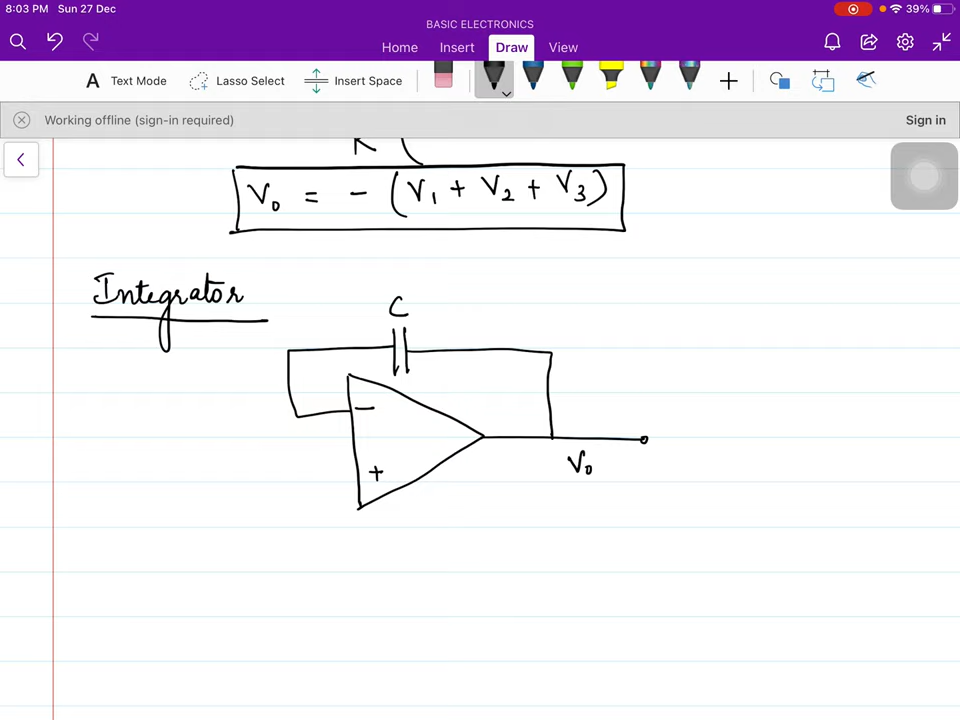 8:03 PM Sun 27 Dec
39%
BASIC ELECTRONICS
Home Insert Draw View
A Text Mode Lasso Select Insert Space
Working offline (sign-in required) Sign in
V₀ = - (V₁ + V₂ + V₃)
Integrator
C
-
+
V₀